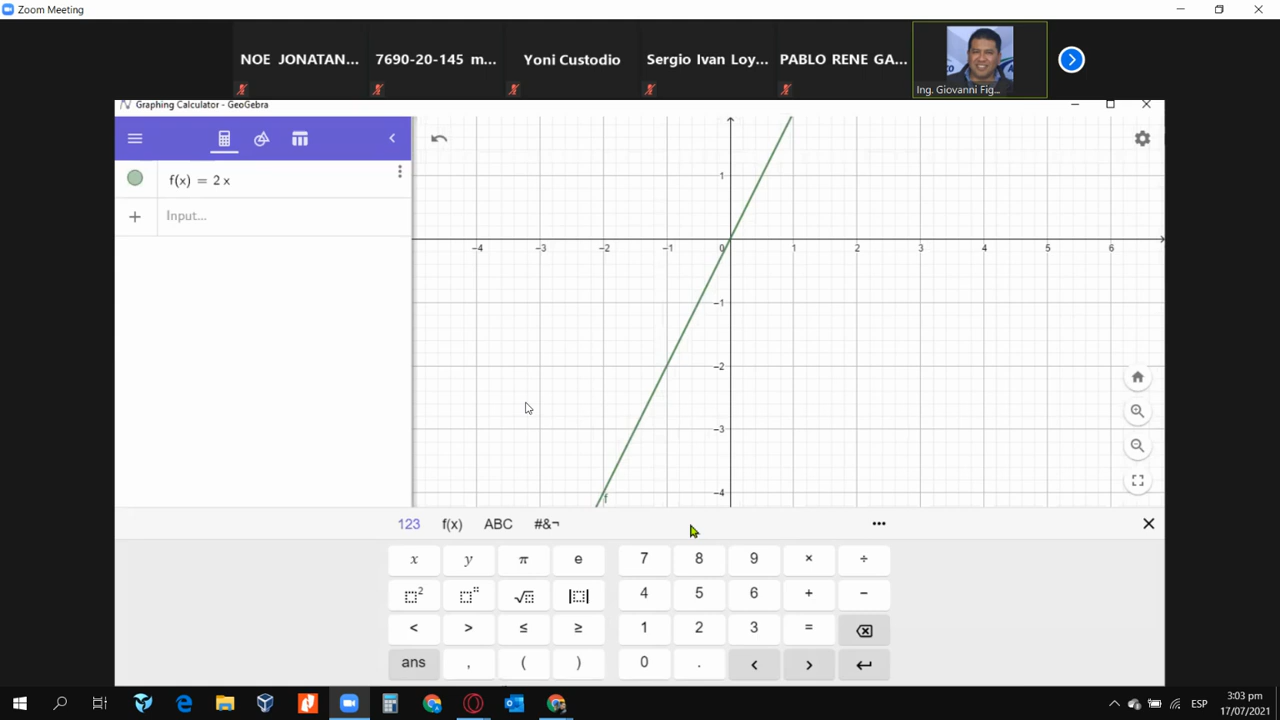 Zoom Meeting
NOE JONATAN...
7690-20-145 m...
Yoni Custodio
Sergio Ivan Loy...
PABLO RENE GA...
Ing. Giovanni Fig...
Graphing Calculator - GeoGebra
f(x) = 2 x
+ Input...
1
-4 -3 -2 -1 0 1 2 3 4 5 6
-1
-2
-3
-4
f
123 f(x) ABC #&¬ •••
x y π e 7 8 9 × ÷
4 5 6 + −
< > ≤ ≥ 1 2 3 =
ans , ( ) 0 . < >
ESP
3:03 pm
17/07/2021